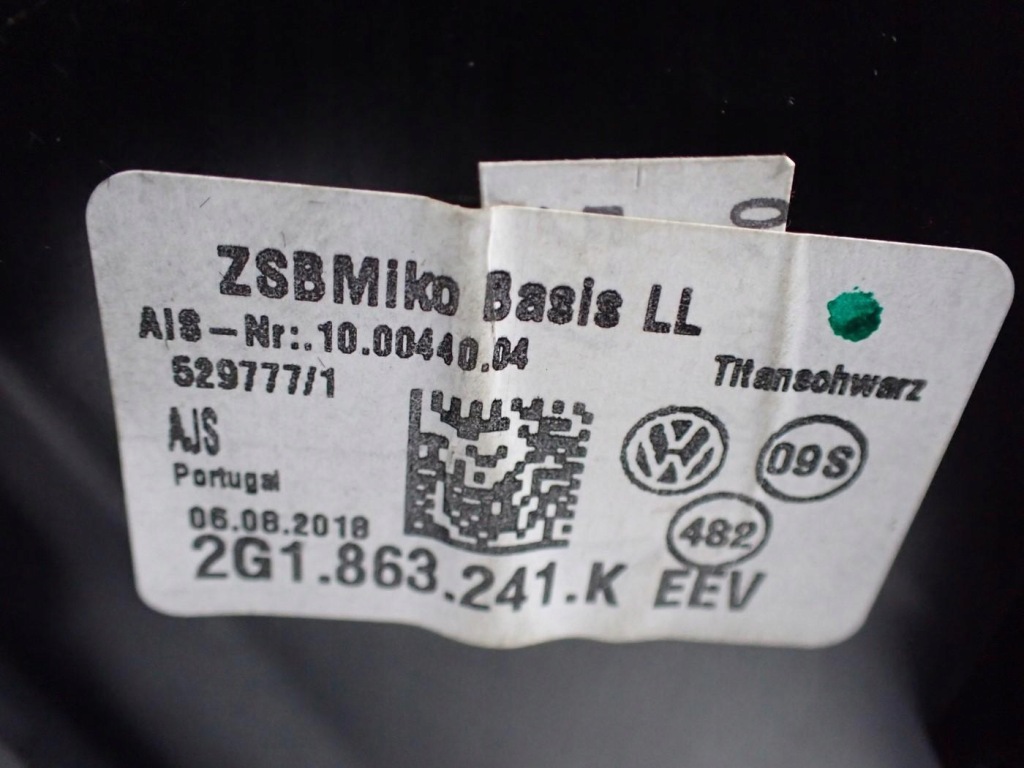 ZSBMiko Basis LL
AIS-Nr:.10.00440.04
529777/1
Titanschwarz
AJS
Portugal
09S
482
06.08.2018
2G1.863.241.K EEV